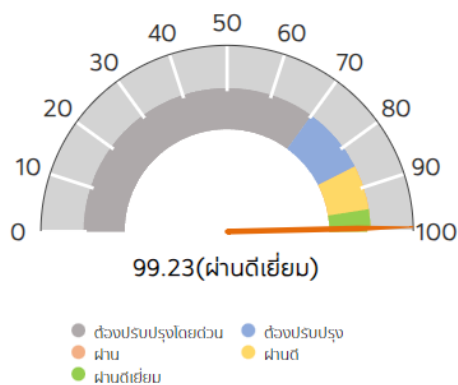 50
40
60
30
70
20
80
10
90
0
100
99.23(ผ่านดีเยี่ยม)
ต้องปรับปรุงโดยด่วน
ต้องปรับปรุง
ผ่าน
ผ่านดี
ผ่านดีเยี่ยม